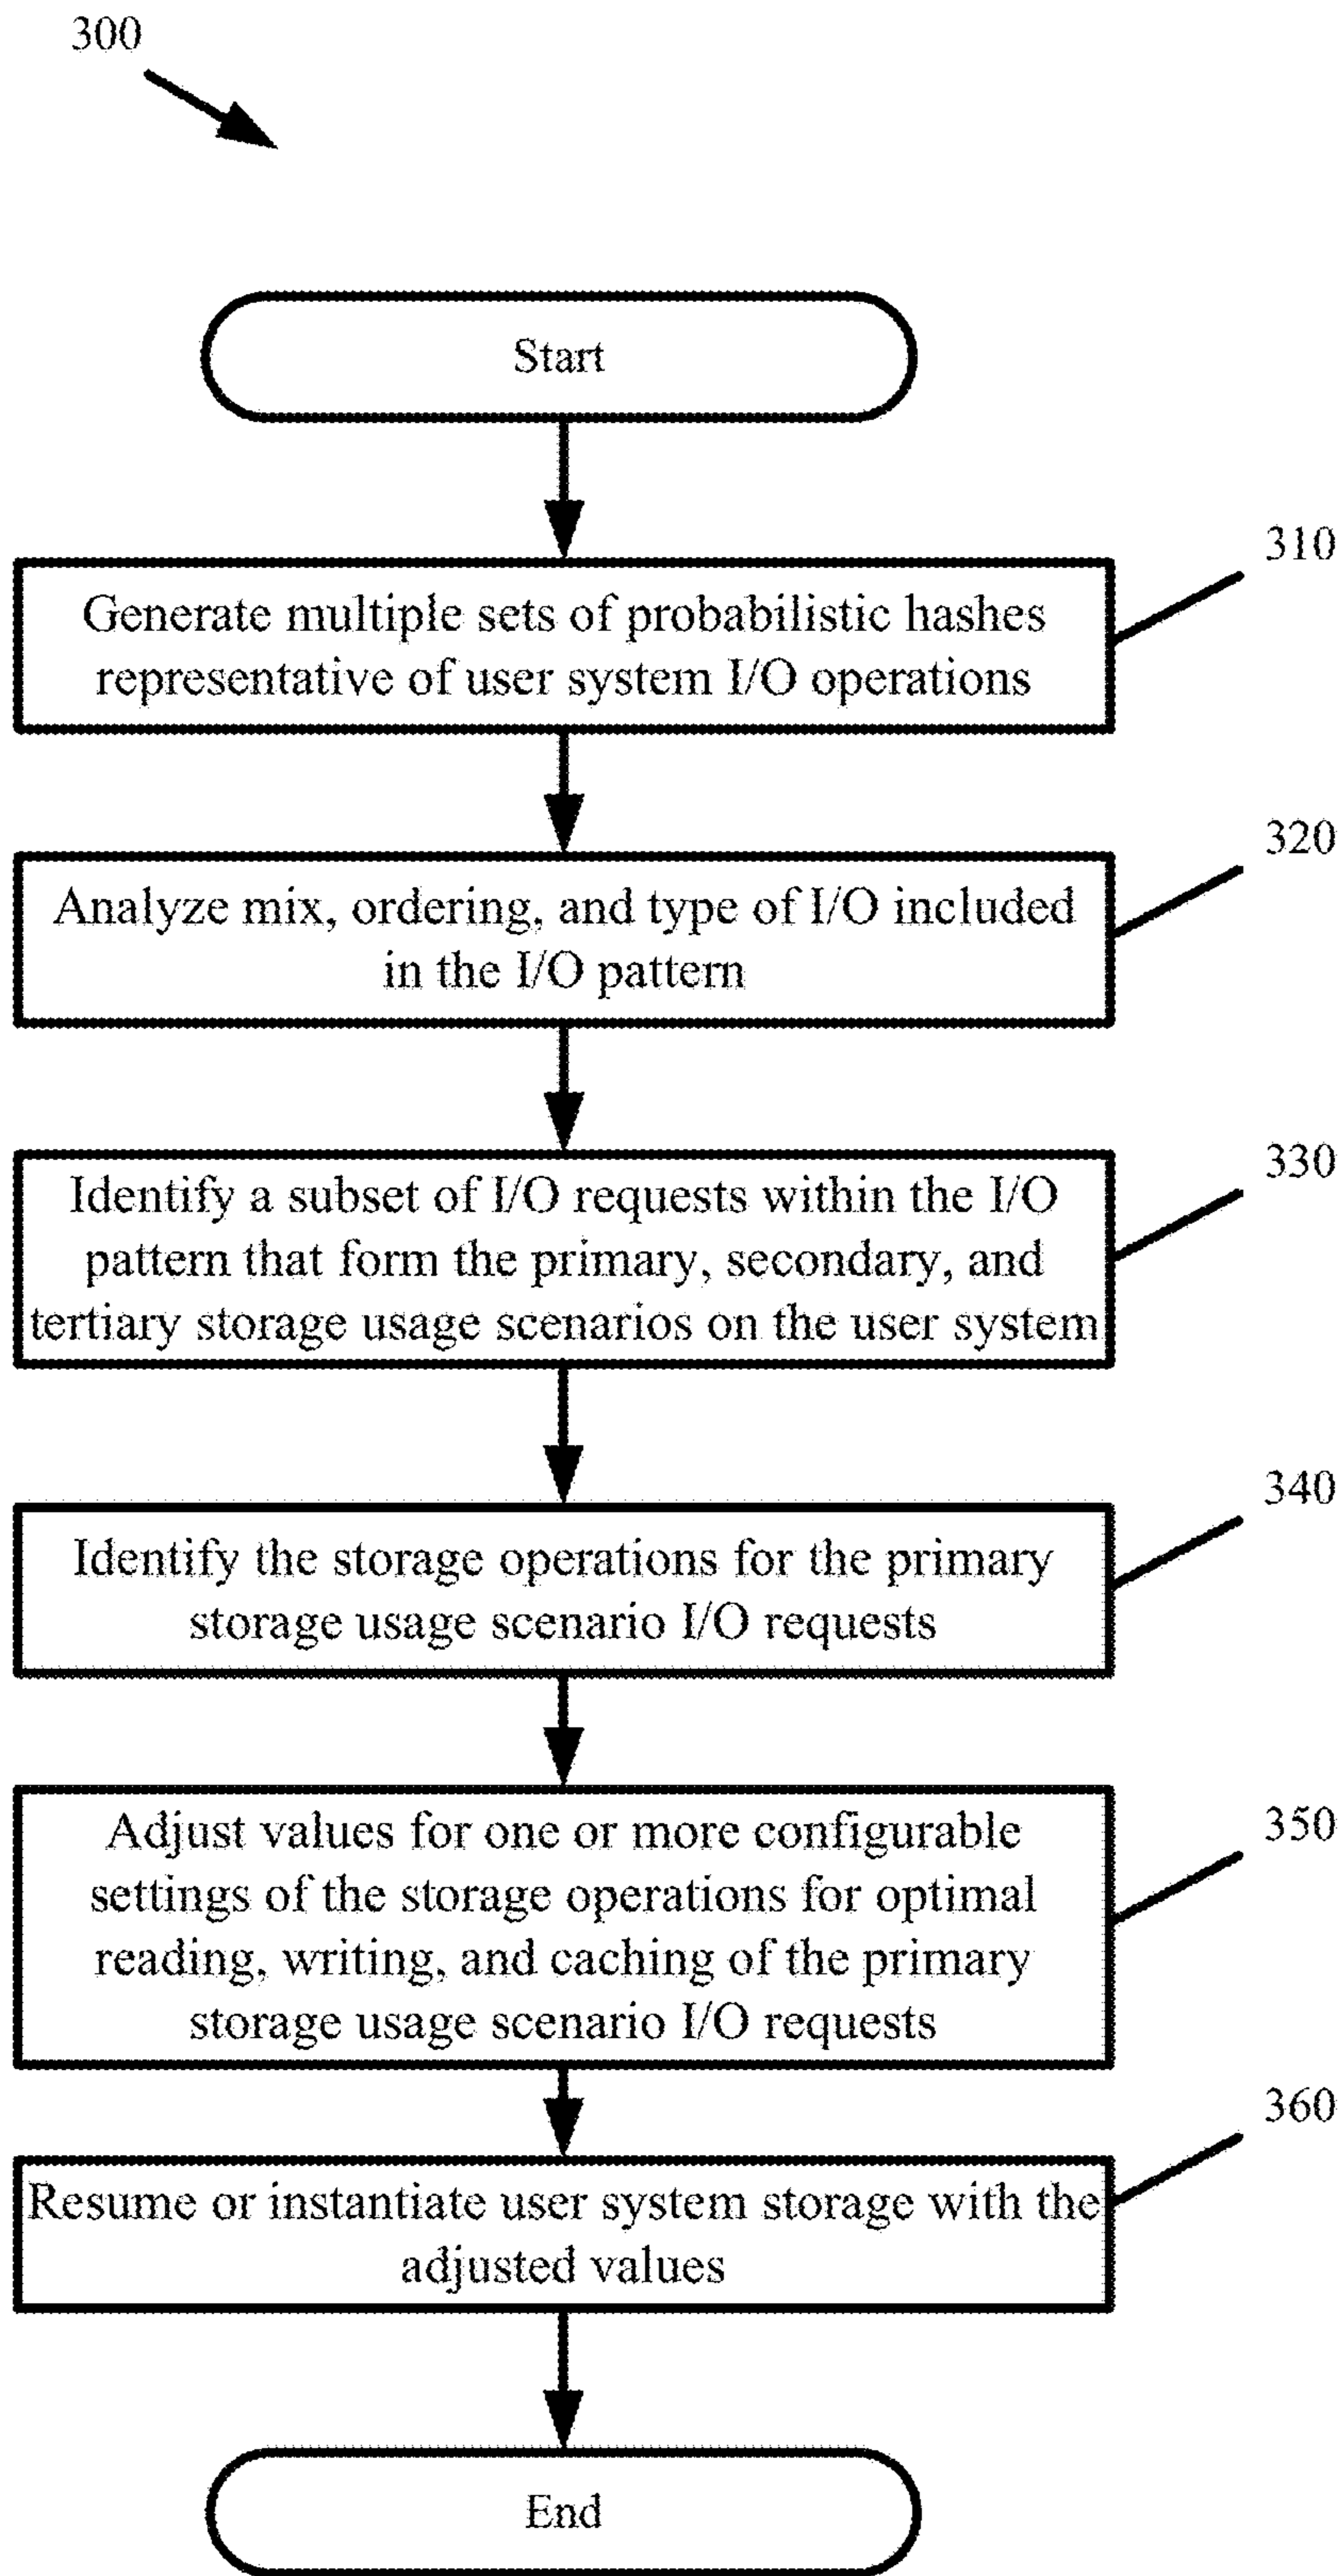 300
Start
310
Generate multiple sets of probabilistic hashes
representative of user system I/O operations
320
Analyze mix, ordering, and type of I/O included
in the I/O pattern
330
Identify a subset of I/O requests within the I/O
pattern that form the primary, secondary, and
tertiary storage usage scenarios on the user system
340
Identify the storage operations for the primary
storage usage scenario I/O requests
350
Adjust values for one or more configurable
settings of the storage operations for optimal
reading, writing, and caching of the primary
storage usage scenario I/O requests
360
Resume or instantiate user system storage with the
adjusted values
End